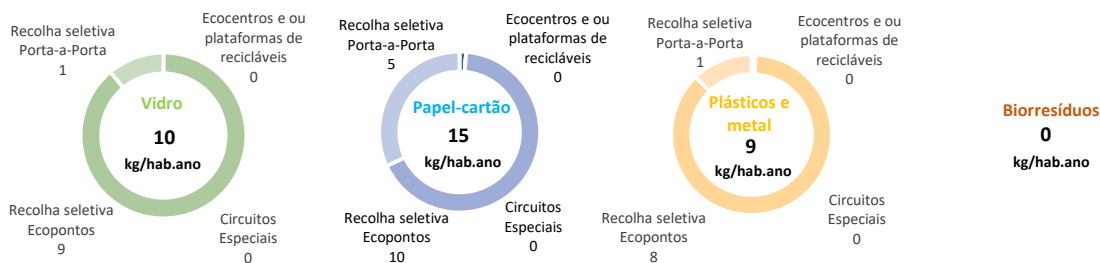 Recolha seletiva
Porta-a-Porta
1
Ecocentros e ou
plataformas de
recicláveis
0
Vidro
10
kg/hab.ano
Recolha seletiva
Ecopontos
9
Circuitos
Especiais
0
Recolha seletiva
Porta-a-Porta
5
Ecocentros e ou
plataformas de
recicláveis
0
Papel-cartão
15
kg/hab.ano
Recolha seletiva
Ecopontos
10
Circuitos
Especiais
0
Recolha seletiva
Porta-a-Porta
1
Ecocentros e ou
plataformas de
recicláveis
0
Plásticos e
metal
9
kg/hab.ano
Recolha seletiva
Ecopontos
8
Circuitos
Especiais
0
Biorresíduos
0
kg/hab.ano